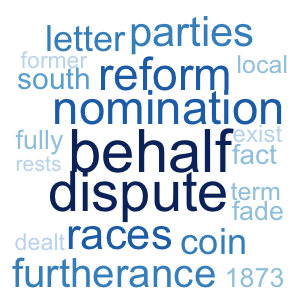 letter parties
former
south reform local
nomination
fully behalf exist
rests fact
dispute term
fade
dealt races coin
furtherance 1873